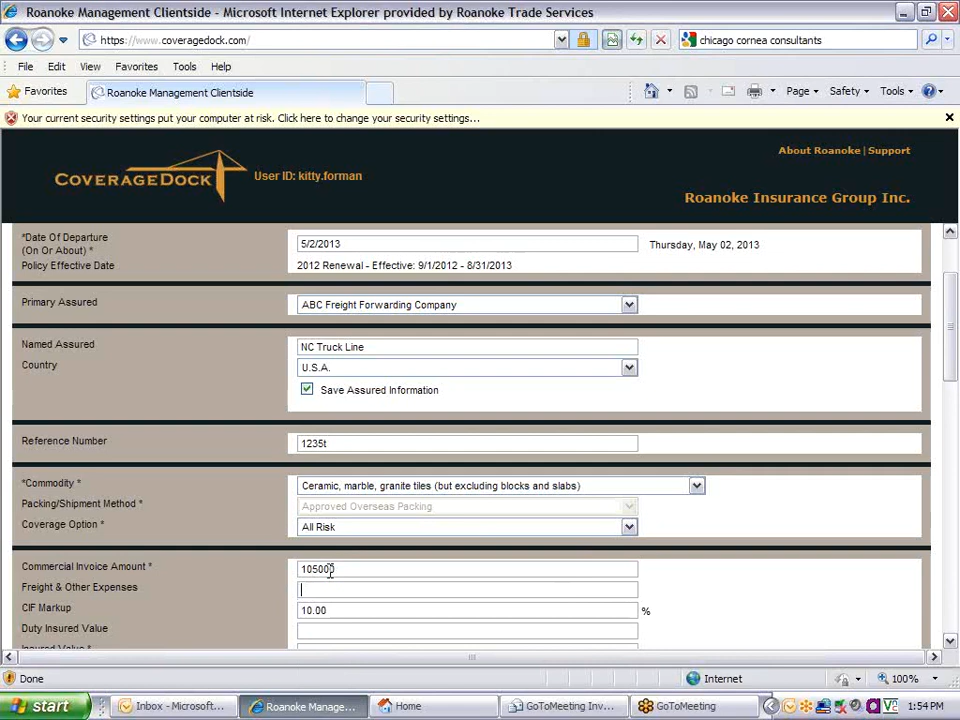 Roanoke Management Clientside - Microsoft Internet Explorer provided by Roanoke Trade Services
https://www.coveragedock.com/
chicago cornea consultants
File Edit View Favorites Tools Help
Favorites Roanoke Management Clientside Page Safety Tools
Your current security settings put your computer at risk. Click here to change your security settings...
About Roanoke | Support
COVERAGEDOCK User ID: kitty.forman
Roanoke Insurance Group Inc.
*Date Of Departure
(On Or About) * 5/2/2013 Thursday, May 02, 2013
Policy Effective Date 2012 Renewal - Effective: 9/1/2012 - 8/31/2013
Primary Assured ABC Freight Forwarding Company
Named Assured NC Truck Line
Country U.S.A.
Save Assured Information
Reference Number 1235t
*Commodity * Ceramic, marble, granite tiles (but excluding blocks and slabs)
Packing/Shipment Method * Approved Overseas Packing
Coverage Option * All Risk
Commercial Invoice Amount * 105000
Freight & Other Expenses
CIF Markup 10.00 %
Duty Insured Value
Insured Value *
Done Internet 100%
start Inbox - Microsoft... Roanoke Manage... Home GoToMeeting Inv... GoToMeeting 1:54 PM